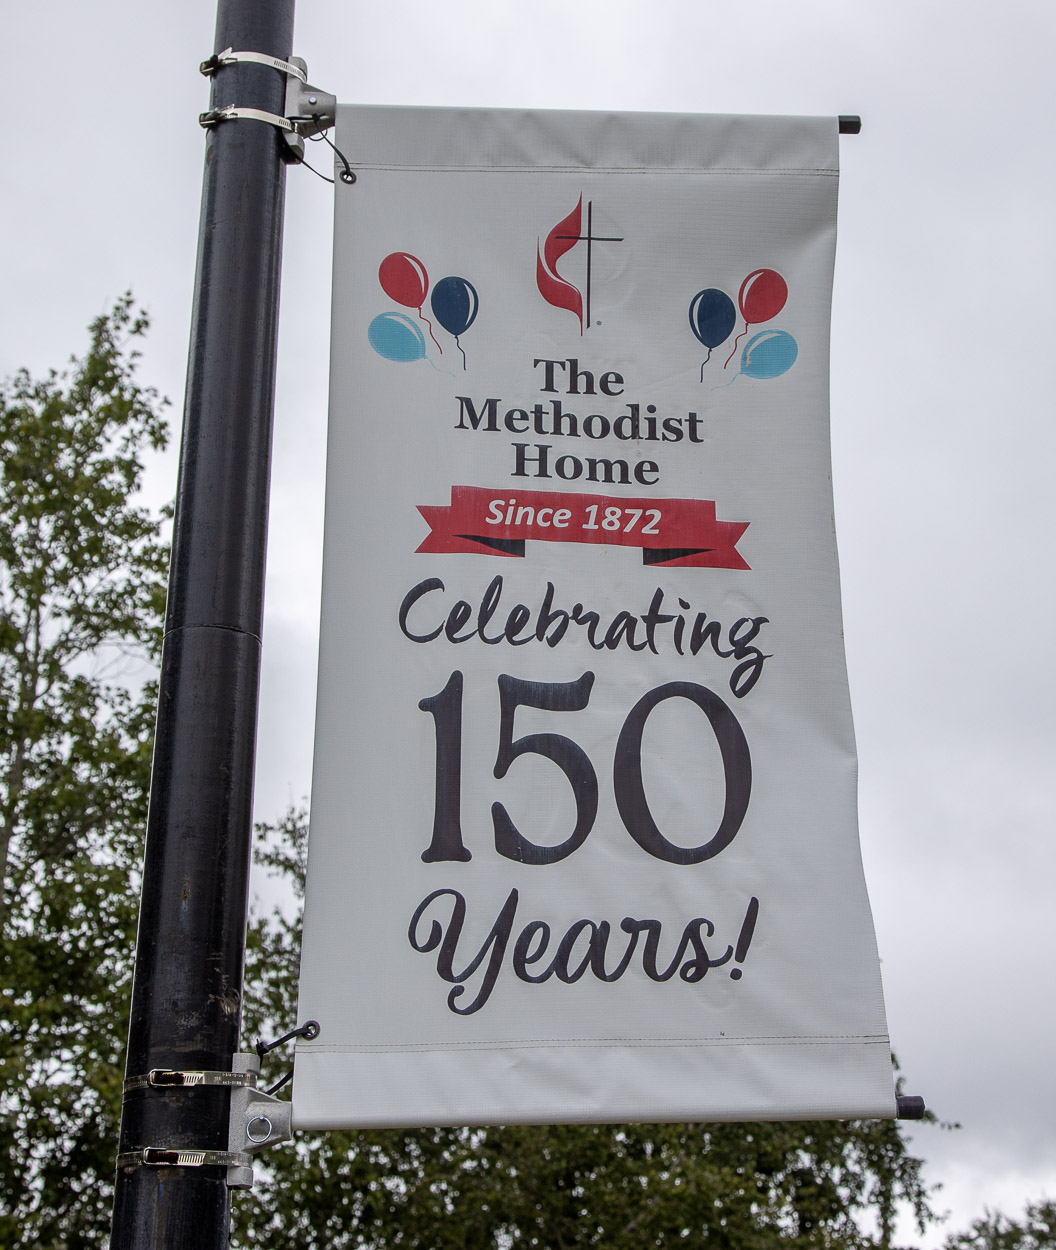 The
Methodist
Home
Since 1872
Celebrating
150
Years!